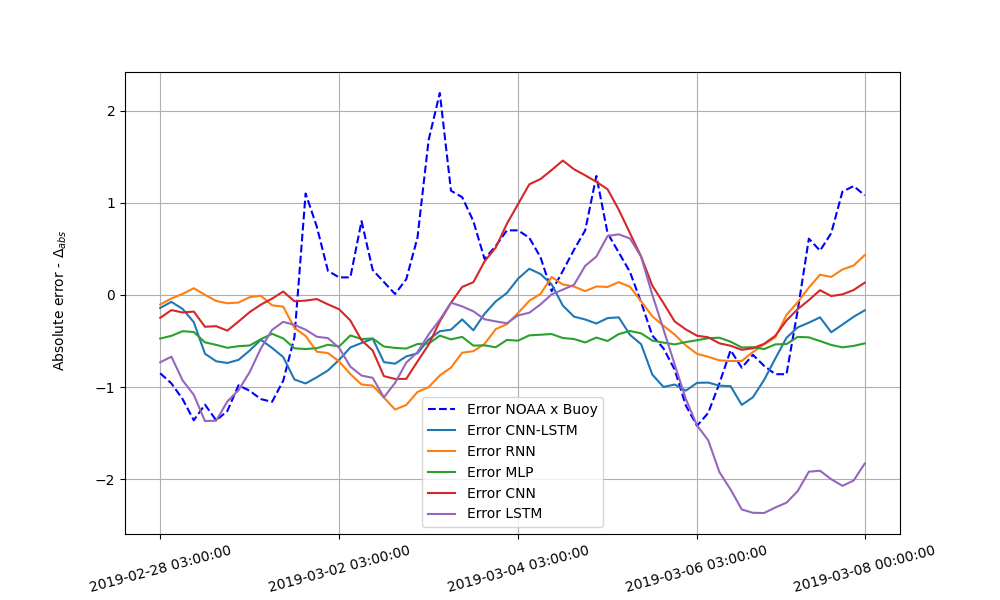 2
1
0
−1
−2
Absolute error - Δabs
Error NOAA x Buoy
Error CNN-LSTM
Error RNN
Error MLP
Error CNN
Error LSTM
2019-02-28 03:00:00
2019-03-02 03:00:00
2019-03-04 03:00:00
2019-03-06 03:00:00
2019-03-08 00:00:00